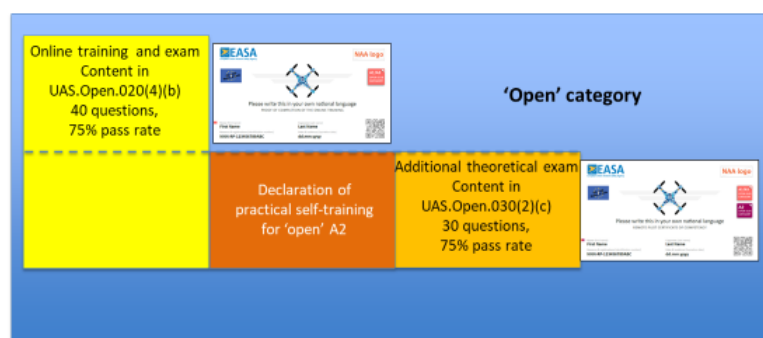 Online training and exam
Content in
UAS.Open.020(4)(b)
40 questions,
75% pass rate
EASA
NAA logo
Please write this in your own national language
First Name
Last Name
'Open' category
Declaration of
practical self-training
for 'open' A2
Additional theoretical exam
Content in
UAS.Open.030(2)(c)
30 questions,
75% pass rate
EASA
NAA logo
Please write this in your own national language
First Name
Last Name